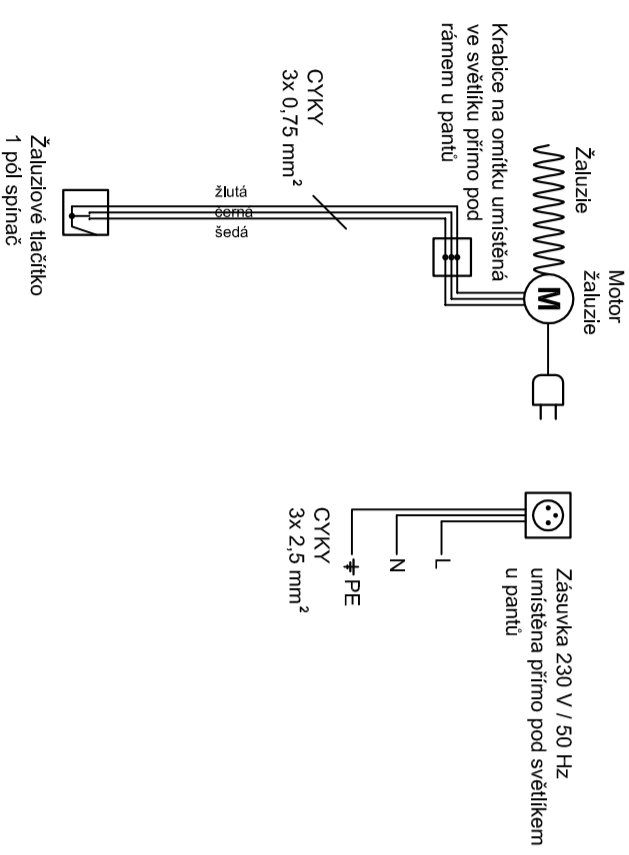 Motor
žaluzie
Žaluzie
M
Krabice na omítku umístěná
ve světlíku přímo pod
rámem u pantů
CYKY
3x 0,75 mm²
žlutá
černá
šedá
Žaluziové tlačítko
1 pól spínač
Zásuvka 230 V / 50 Hz
umístěna přímo pod světlíkem
u pantů
L
N
PE
CYKY
3x 2,5 mm²